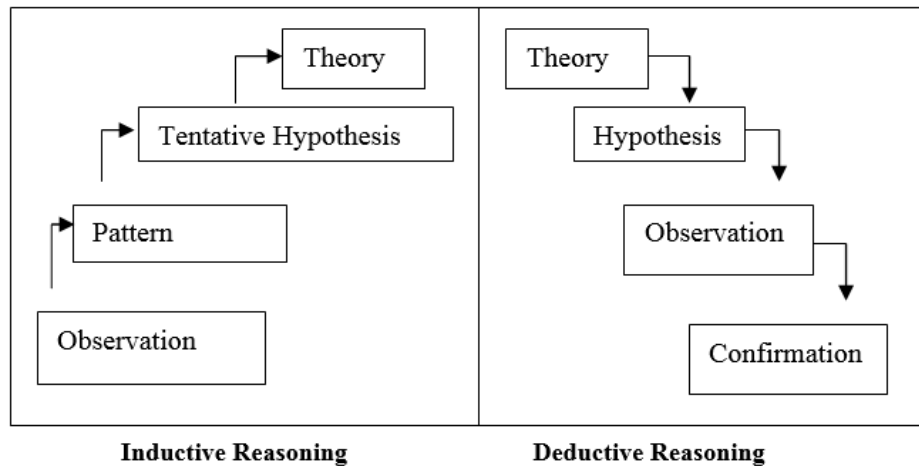 Theory
Tentative Hypothesis
Pattern
Observation
Inductive Reasoning
Theory
Hypothesis
Observation
Confirmation
Deductive Reasoning